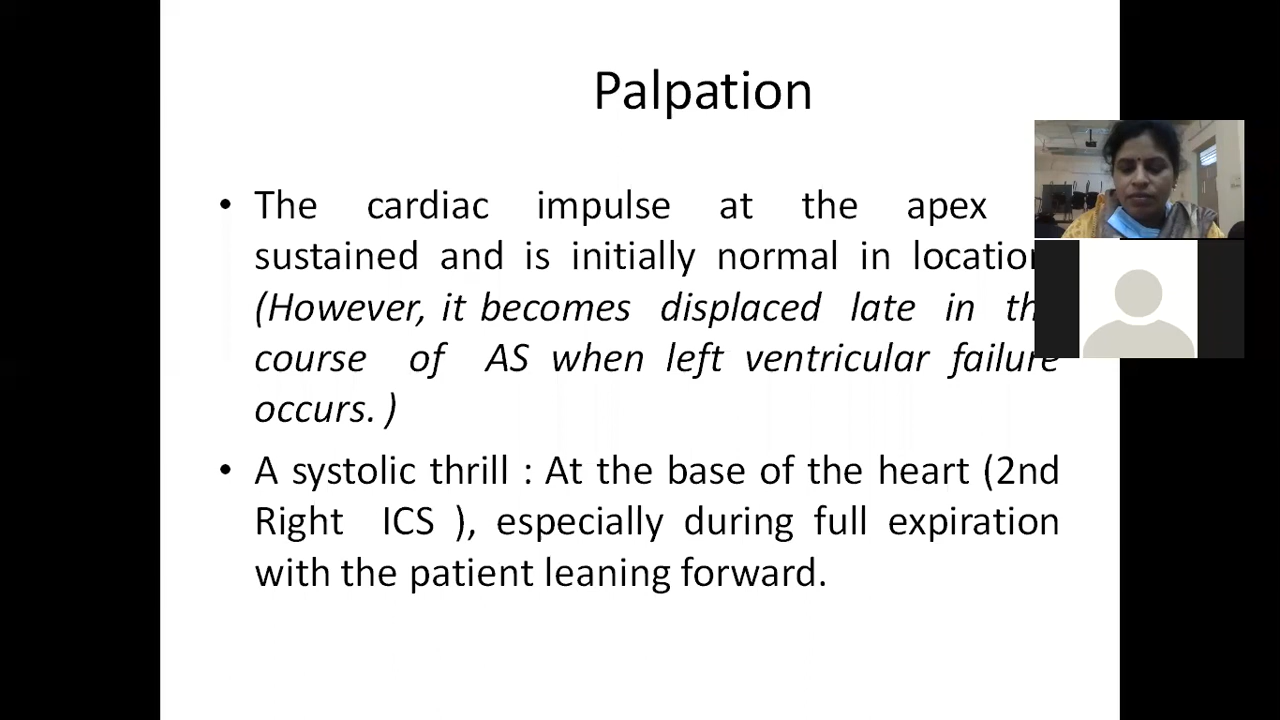 Palpation
• The cardiac impulse at the apex
sustained and is initially normal in
(However, it becomes displaced late in
course of AS when left ventricular failure
occurs. )
• A systolic thrill : At the base of the heart (2nd
Right ICS ), especially during full expiration
with the patient leaning forward.